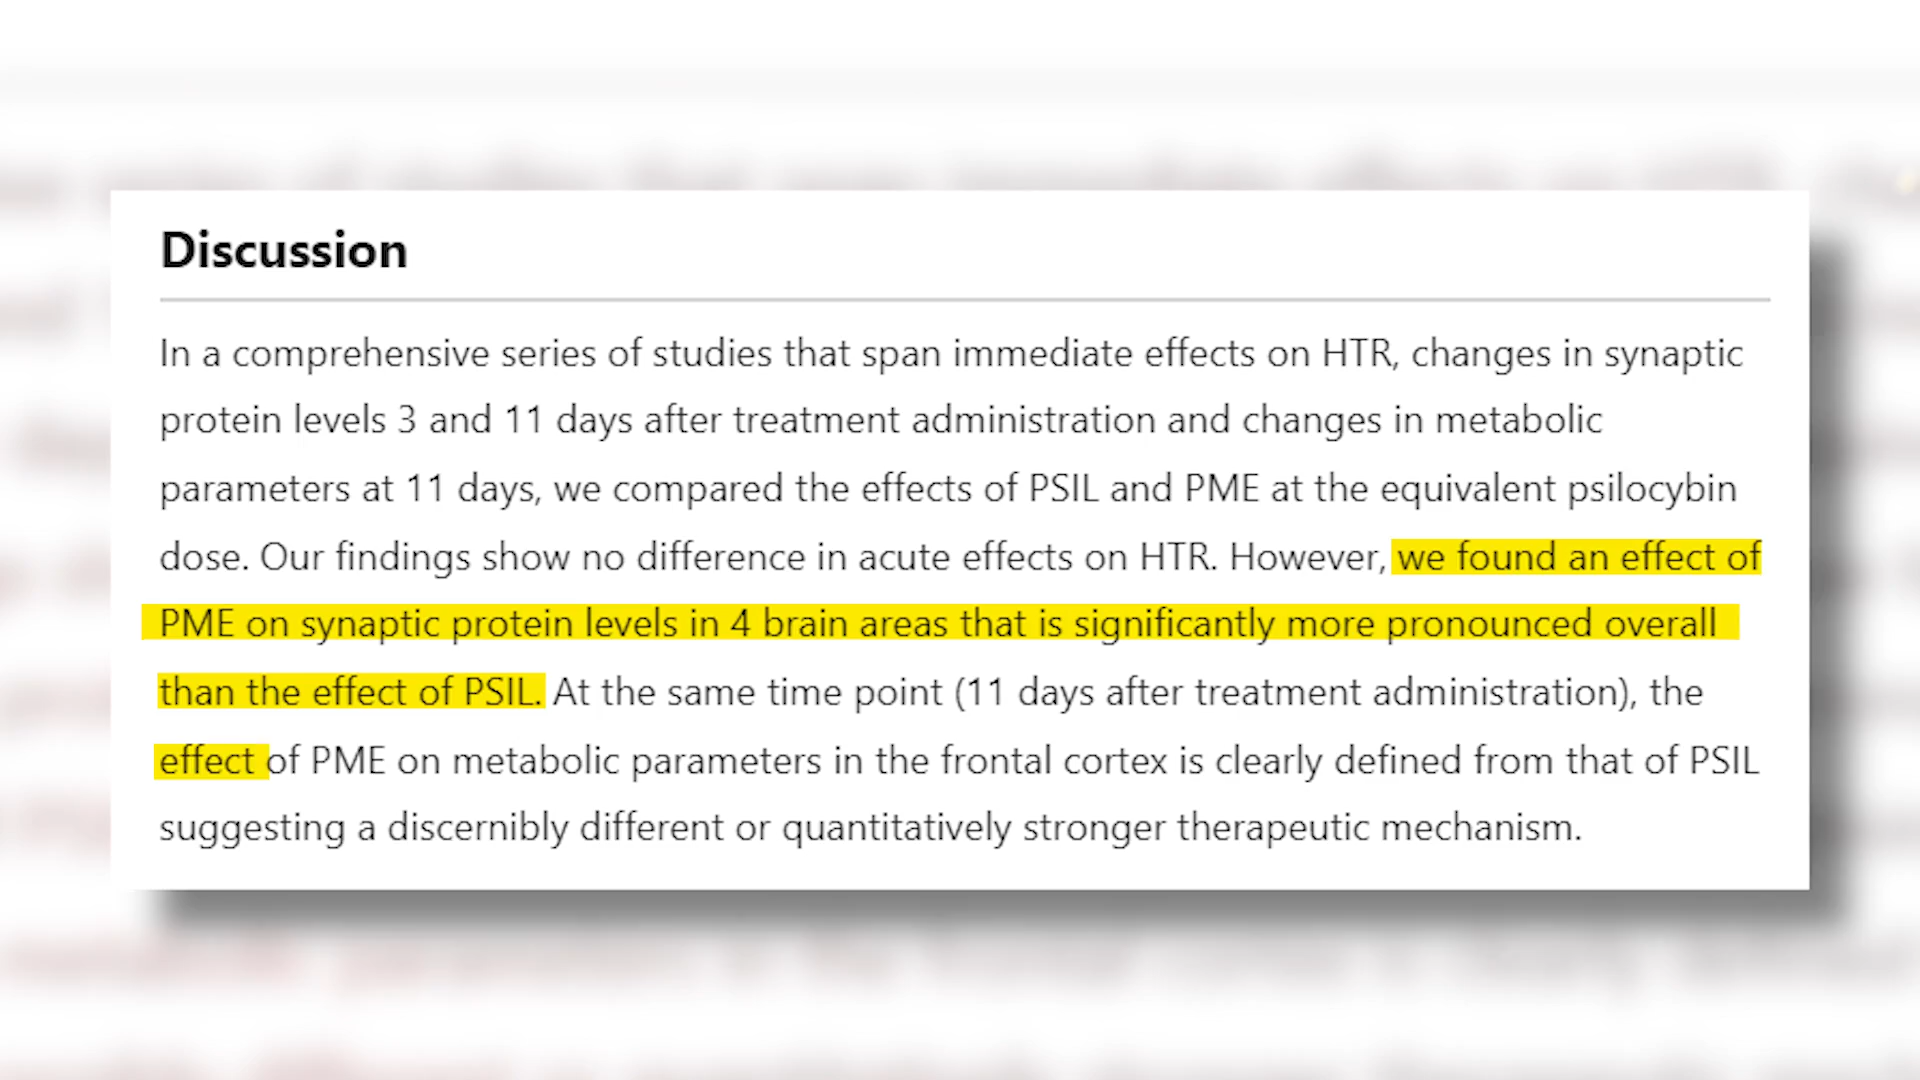 Discussion
In a comprehensive series of studies that span immediate effects on HTR, changes in synaptic
protein levels 3 and 11 days after treatment administration and changes in metabolic
parameters at 11 days, we compared the effects of PSIL and PME at the equivalent psilocybin
dose. Our findings show no difference in acute effects on HTR. However, we found an effect of
PME on synaptic protein levels in 4 brain areas that is significantly more pronounced overall
than the effect of PSIL. At the same time point (11 days after treatment administration), the
effect of PME on metabolic parameters in the frontal cortex is clearly defined from that of PSIL
suggesting a discernibly different or quantitatively stronger therapeutic mechanism.